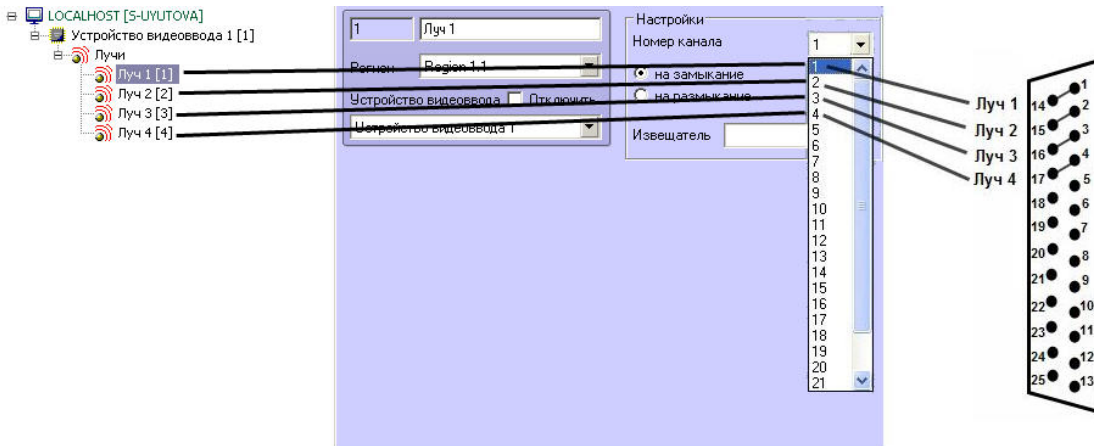 LOCALHOST [S-UYUTOVA]
Устройство видеоввода 1 [1]
Лучи
Луч 1 [1]
Луч 2 [2]
Луч 3 [3]
Луч 4 [4]
1 Луч 1
Регион Region 1.1
Устройство видеоввода Отключить
Устройство видеоввода 1
Настройки
Номер канала 1
на замыкание
на размыкание
Извещатель
1
2
3
4
5
6
7
8
9
10
11
12
13
14
15
16
17
18
19
20
21
Луч 1
Луч 2
Луч 3
Луч 4
1
14
2
15
3
16
4
17
5
18
6
19
7
20
8
21
9
22
10
23
11
24
12
25
13